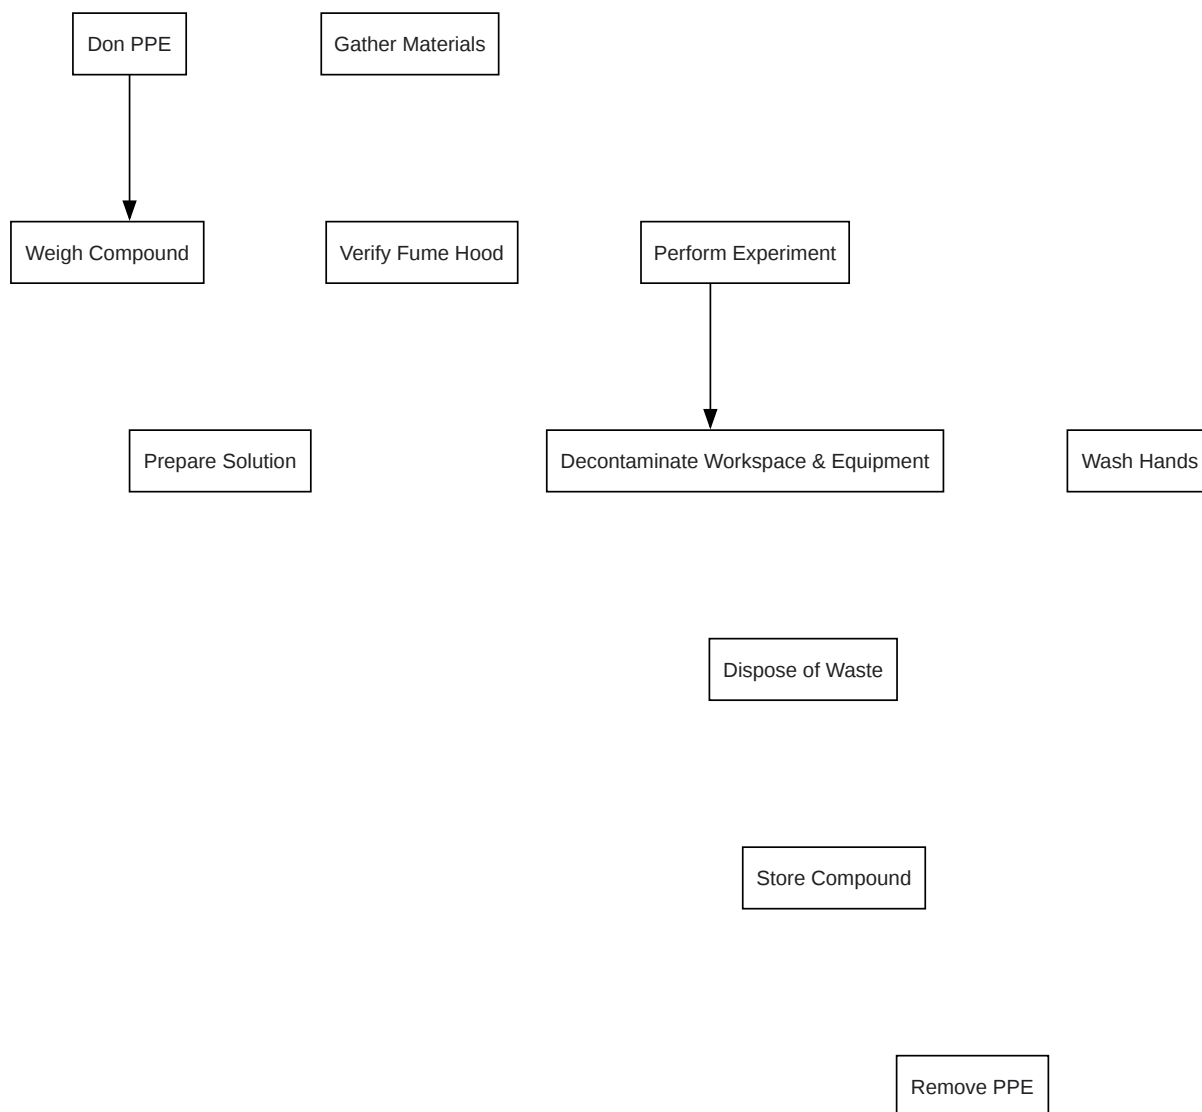 Don PPE
Gather Materials
Weigh Compound
Verify Fume Hood
Perform Experiment
Prepare Solution
Decontaminate Workspace & Equipment
Wash Hands
Dispose of Waste
Store Compound
Remove PPE